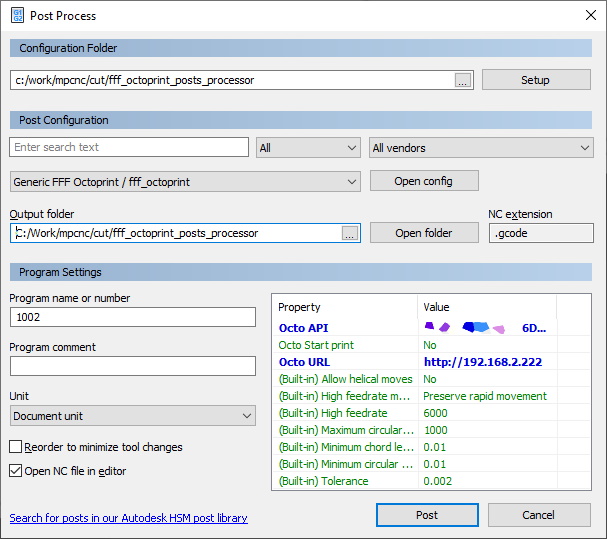 G1
G2
Post Process
Configuration Folder
c:/work/mpcnc/cut/fff_octoprint_posts_processor
...
Setup
Post Configuration
Enter search text
All
All vendors
Generic FFF Octoprint / fff_octoprint
Open config
Output folder
NC extension
C:/Work/mpcnc/cut/fff_octoprint_posts_processor
...
Open folder
.gcode
Program Settings
Program name or number
1002
Program comment
Unit
Document unit
Reorder to minimize tool changes
Open NC file in editor
Property Value
Octo API 6D...
Octo Start print No
Octo URL http://192.168.2.222
(Built-in) Allow helical moves No
(Built-in) High feedrate m... Preserve rapid movement
(Built-in) High feedrate 6000
(Built-in) Maximum circular ... 1000
(Built-in) Minimum chord le... 0.01
(Built-in) Minimum circular ... 0.01
(Built-in) Tolerance 0.002
Search for posts in our Autodesk HSM post library
Post
Cancel